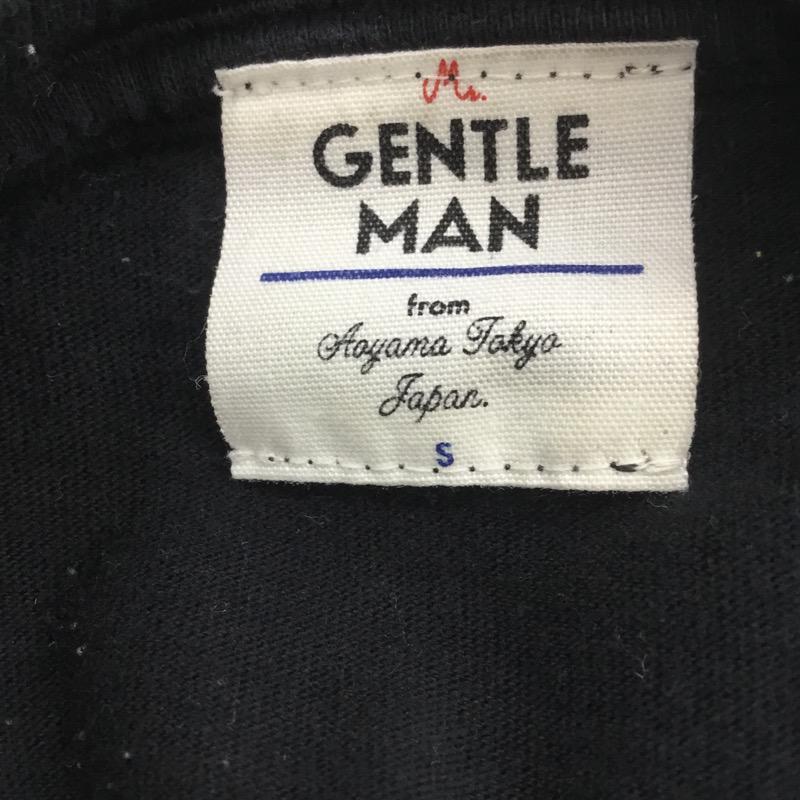 Mr.
GENTLE
MAN
from
Aoyama Tokyo
Japan.
S